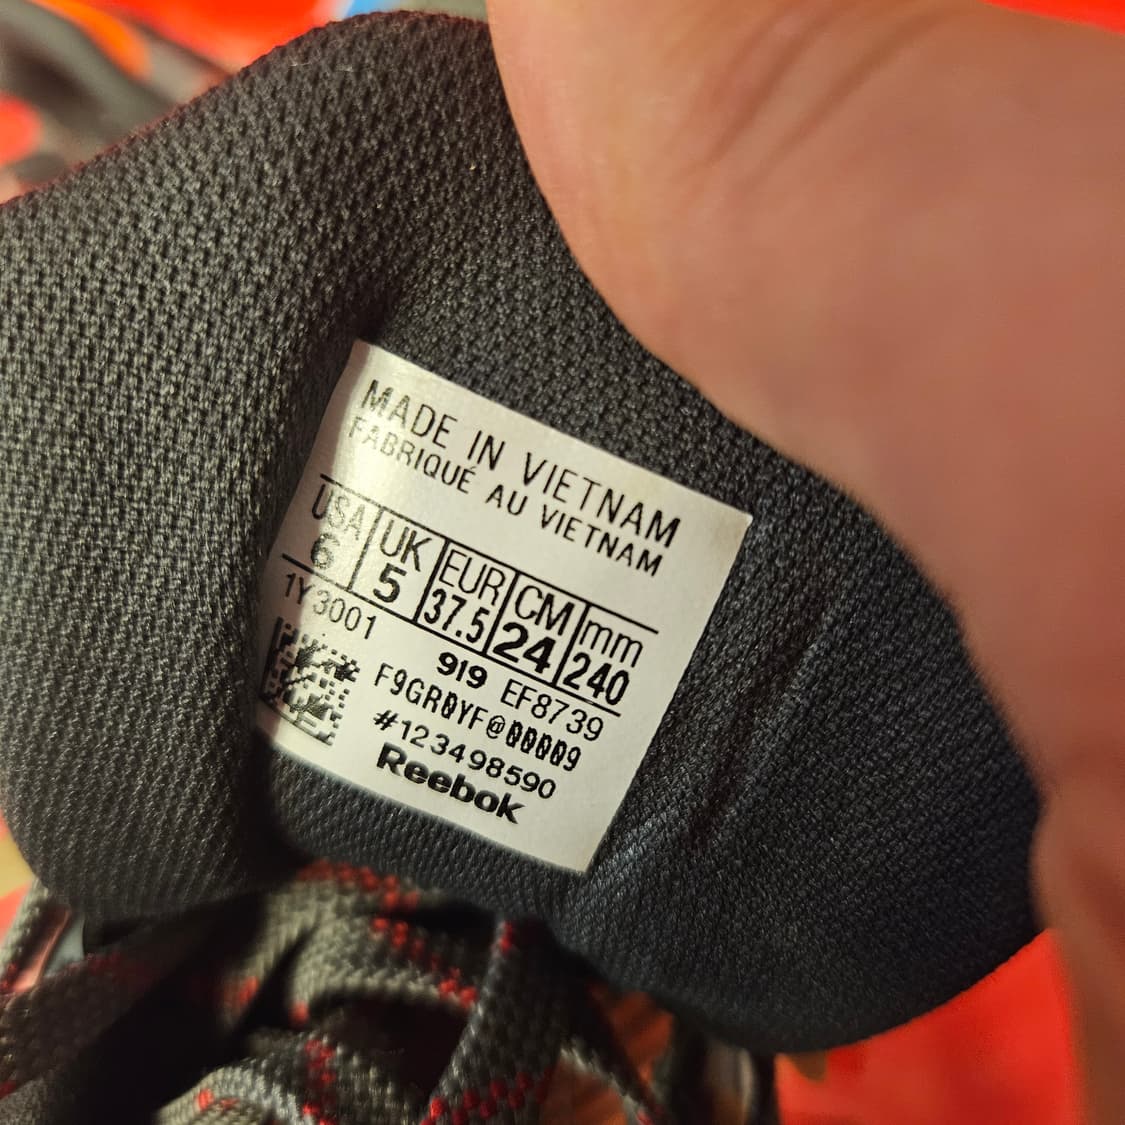 MADE IN VIETNAM
FABRIQUÉ AU VIETNAM
USA UK EUR CM mm
6 5 37.5 24 240
1Y3001 919 EF8739
F9GR0YF@00009
#123498590
Reebok